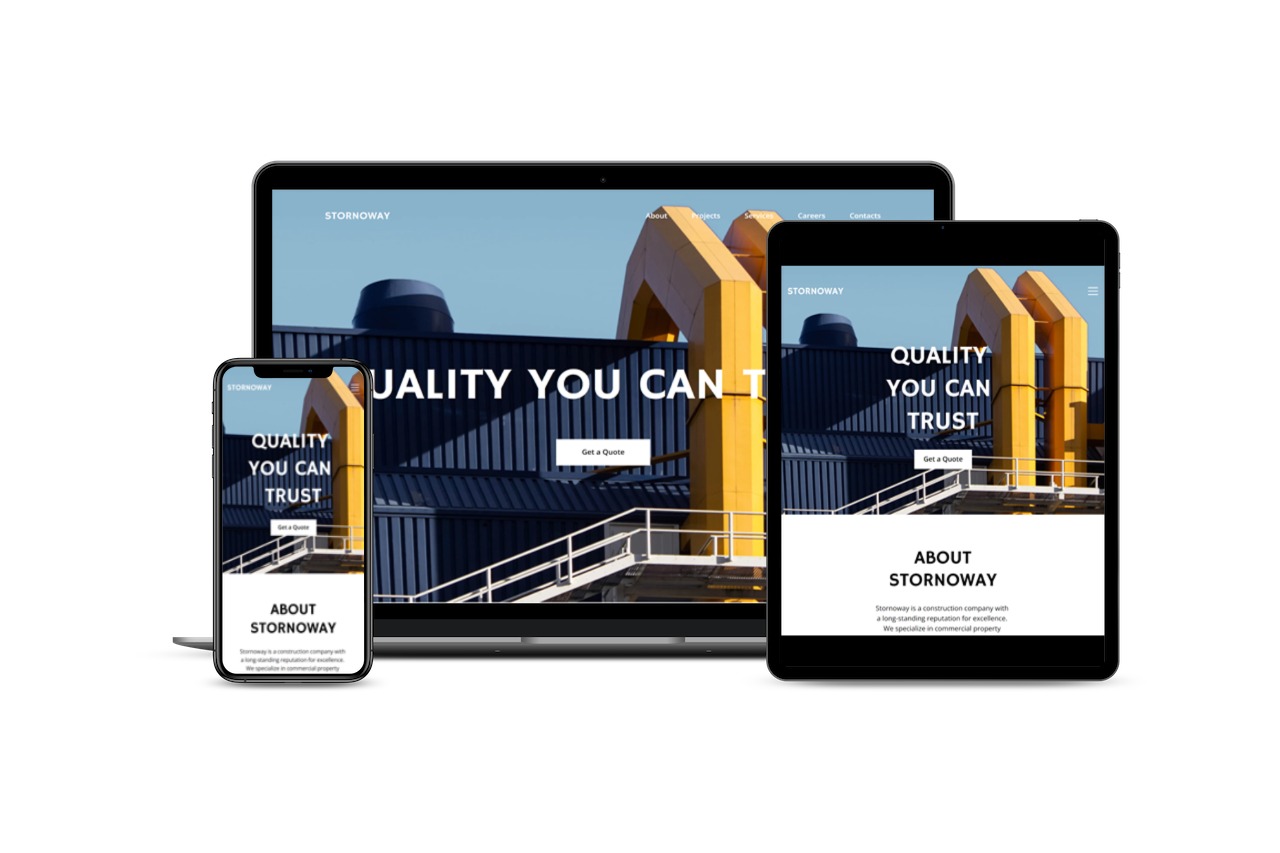 STORNOWAY
About Projects Services Careers Contacts
UALITY YOU CAN T
Get a Quote
STORNOWAY
QUALITY
YOU CAN
TRUST
Get a Quote
ABOUT
STORNOWAY
Stornoway is a construction company with
a long-standing reputation for excellence.
We specialize in commercial property
STORNOWAY
QUALITY
YOU CAN
TRUST
Get a Quote
ABOUT
STORNOWAY
Stornoway is a construction company with
a long-standing reputation for excellence.
We specialize in commercial property